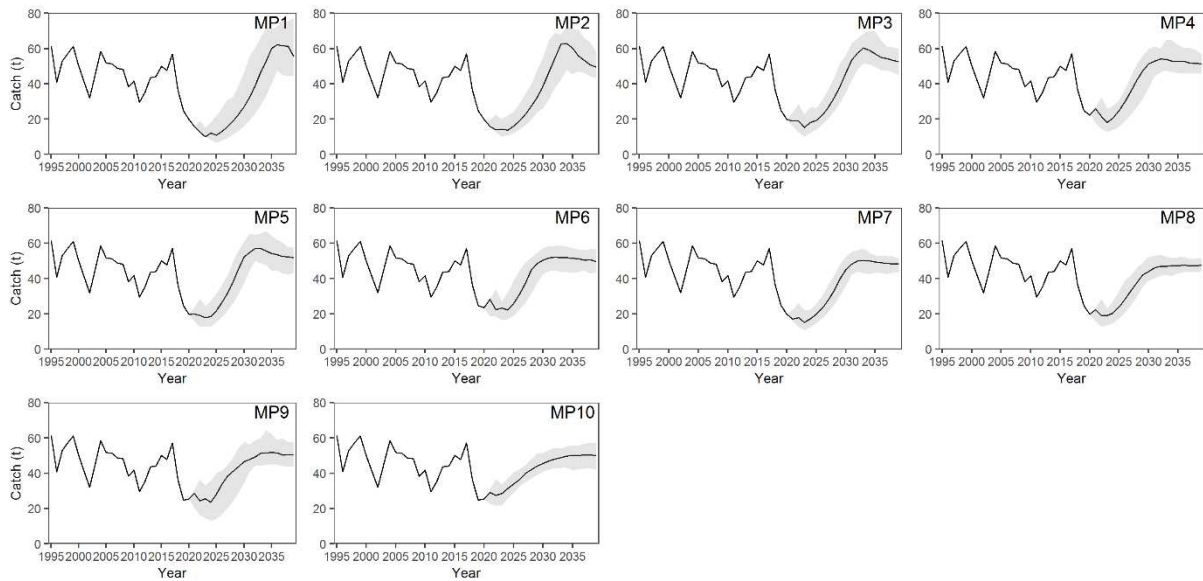 MP1 MP2 MP3 MP4
80 80 80 80
60 60 60 60
Catch (t)
40 40 40 40
20 20 20 20
0 0 0 0
1995 2000 2005 2010 2015 2020 2025 2030 2035 1995 2000 2005 2010 2015 2020 2025 2030 2035 1995 2000 2005 2010 2015 2020 2025 2030 2035 1995 2000 2005 2010 2015 2020 2025 2030 2035
Year Year Year Year
MP5 MP6 MP7 MP8
80 80 80 80
60 60 60 60
Catch (t)
40 40 40 40
20 20 20 20
0 0 0 0
1995 2000 2005 2010 2015 2020 2025 2030 2035 1995 2000 2005 2010 2015 2020 2025 2030 2035 1995 2000 2005 2010 2015 2020 2025 2030 2035 1995 2000 2005 2010 2015 2020 2025 2030 2035
Year Year Year Year
MP9 MP10
80 80
60 60
Catch (t)
40 40
20 20
0 0
1995 2000 2005 2010 2015 2020 2025 2030 2035 1995 2000 2005 2010 2015 2020 2025 2030 2035
Year Year